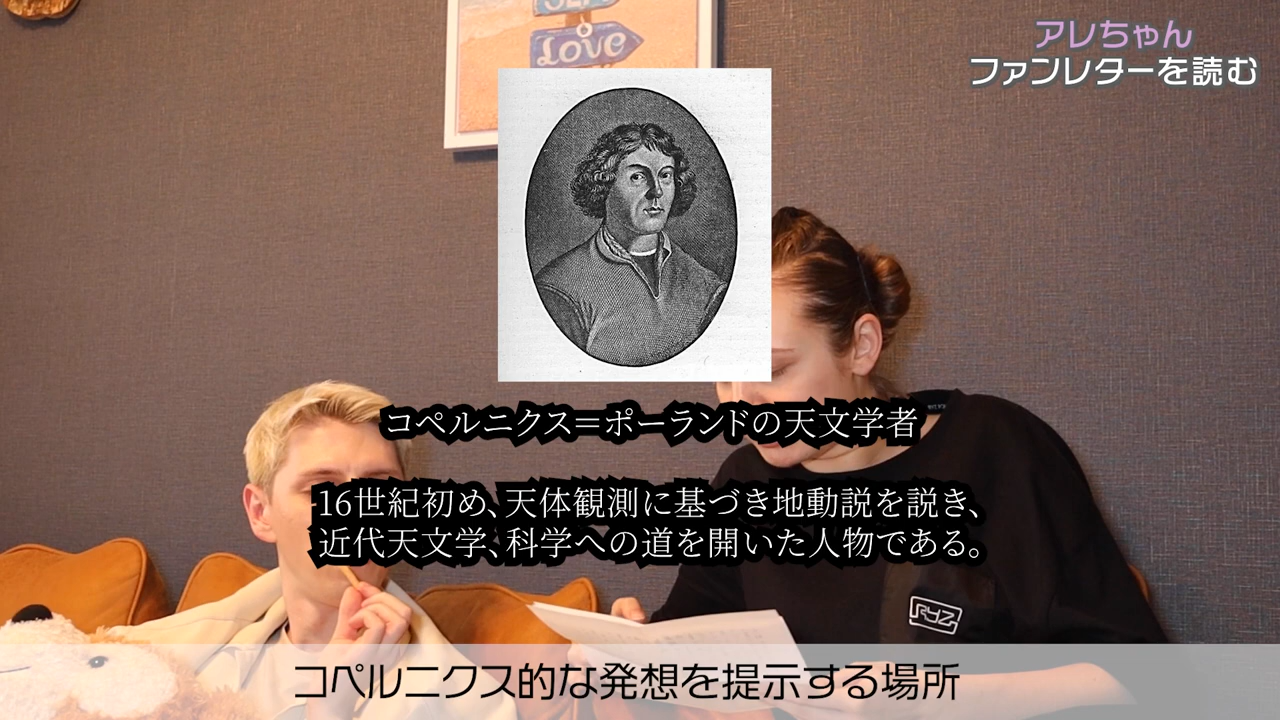 Love
アレちゃん
ファンレターを読む
コペルニクス=ポーランドの天文学者
16世紀初め、天体観測に基づき地動説を説き、
近代天文学、科学への道を開いた人物である。
RYZ
コペルニクス的な発想を提示する場所